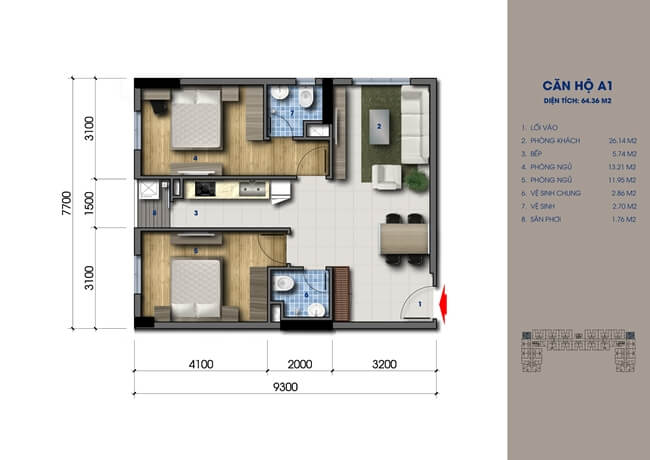 CĂN HỘ A1
DIỆN TÍCH: 64.36 M2
1. LỐI VÀO
2. PHÒNG KHÁCH 26.14 M2
3. BẾP 5.74 M2
4. PHÒNG NGỦ 13.21 M2
5. PHÒNG NGỦ 11.95 M2
6. VỆ SINH CHUNG 2.86 M2
7. VỆ SINH 2.70 M2
8. SÂN PHƠI 1.76 M2
3100
1500
3100
7700
4100
2000
3200
9300
7
2
4
8
3
5
6
1